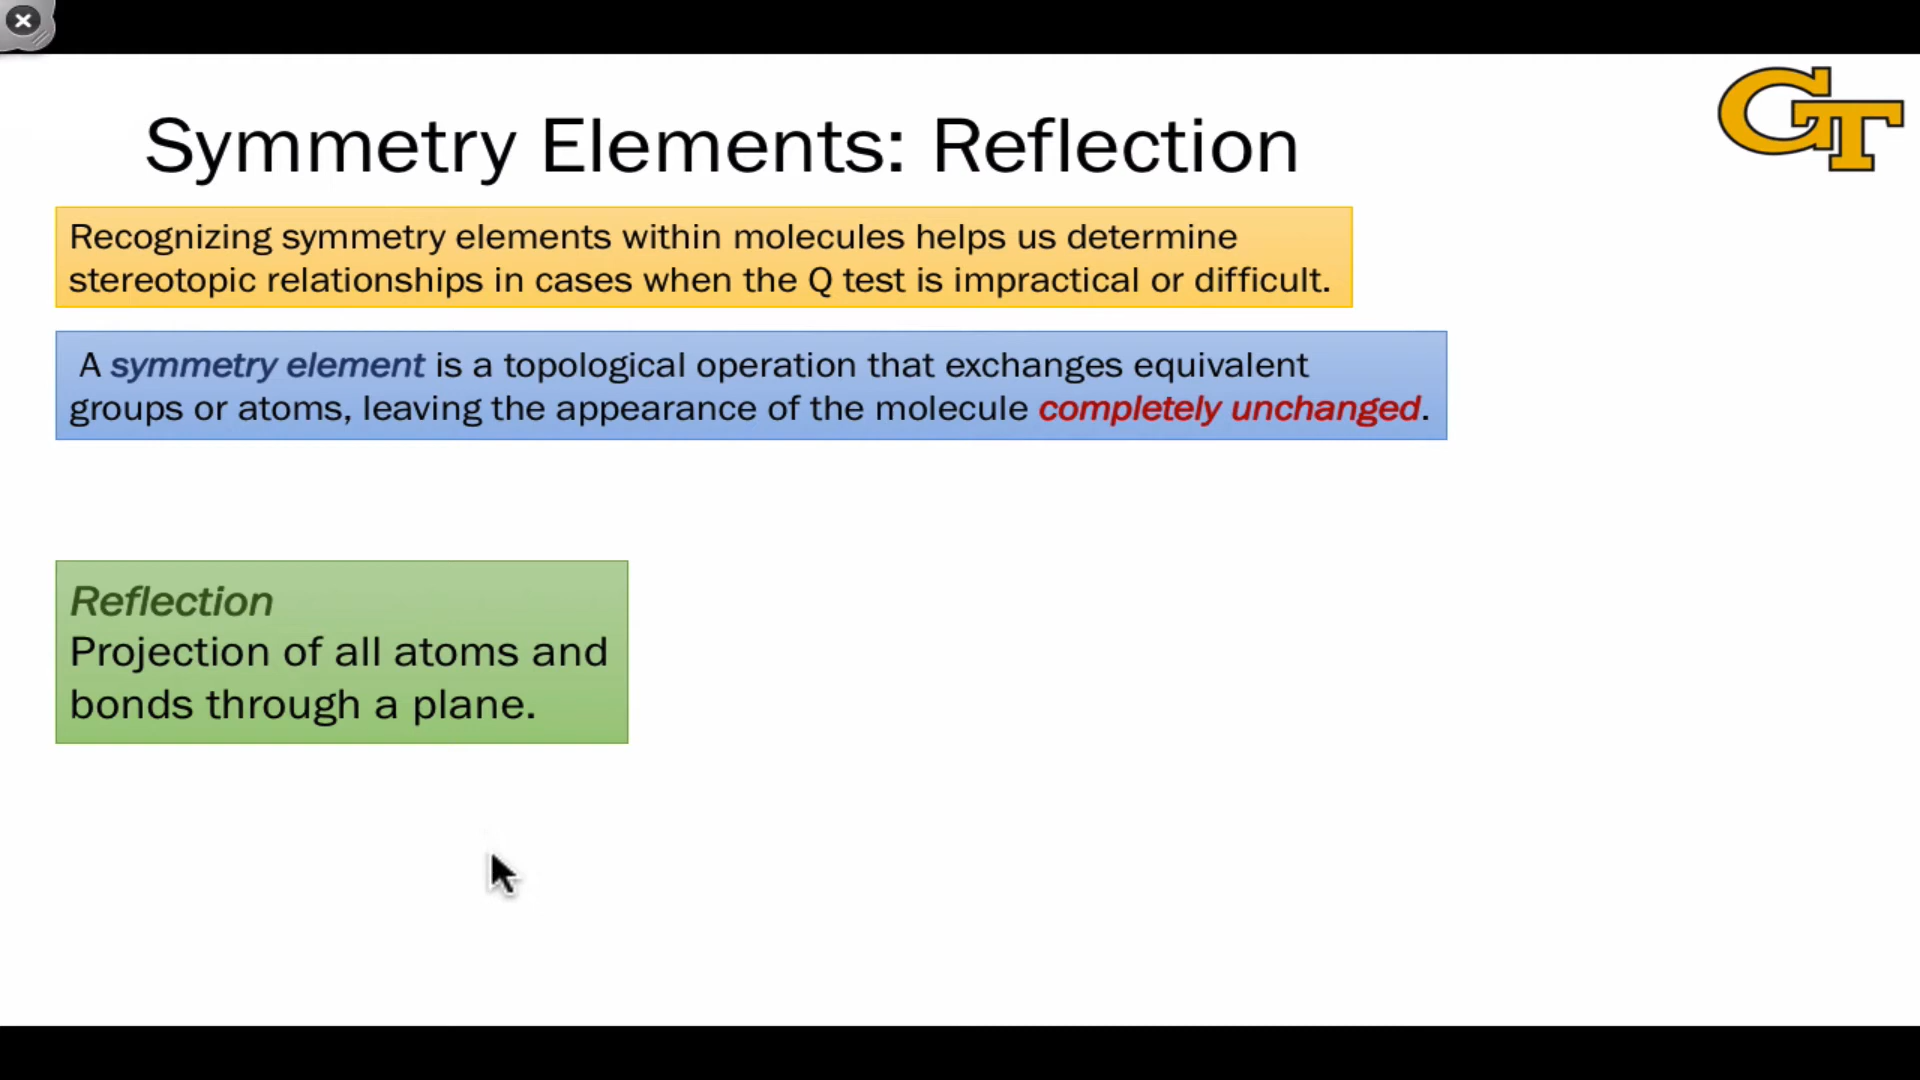 GT
Symmetry Elements: Reflection
Recognizing symmetry elements within molecules helps us determine
stereotopic relationships in cases when the Q test is impractical or difficult.
A symmetry element is a topological operation that exchanges equivalent
groups or atoms, leaving the appearance of the molecule completely unchanged.
Reflection
Projection of all atoms and
bonds through a plane.